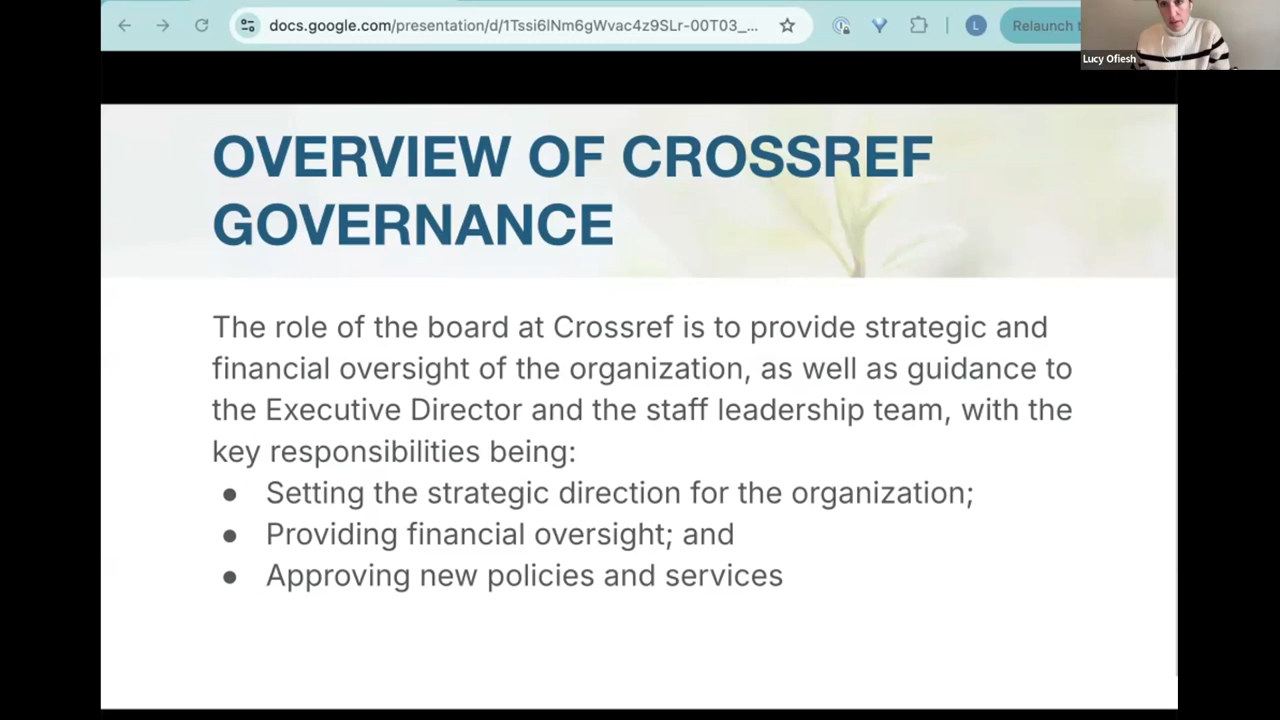 docs.google.com/presentation/d/1Tssi6lNm6gWvac4z9SLr-00T03_...
L
Relaunch t
Lucy Ofiesh
OVERVIEW OF CROSSREF
GOVERNANCE
The role of the board at Crossref is to provide strategic and
financial oversight of the organization, as well as guidance to
the Executive Director and the staff leadership team, with the
key responsibilities being:
● Setting the strategic direction for the organization;
● Providing financial oversight; and
● Approving new policies and services